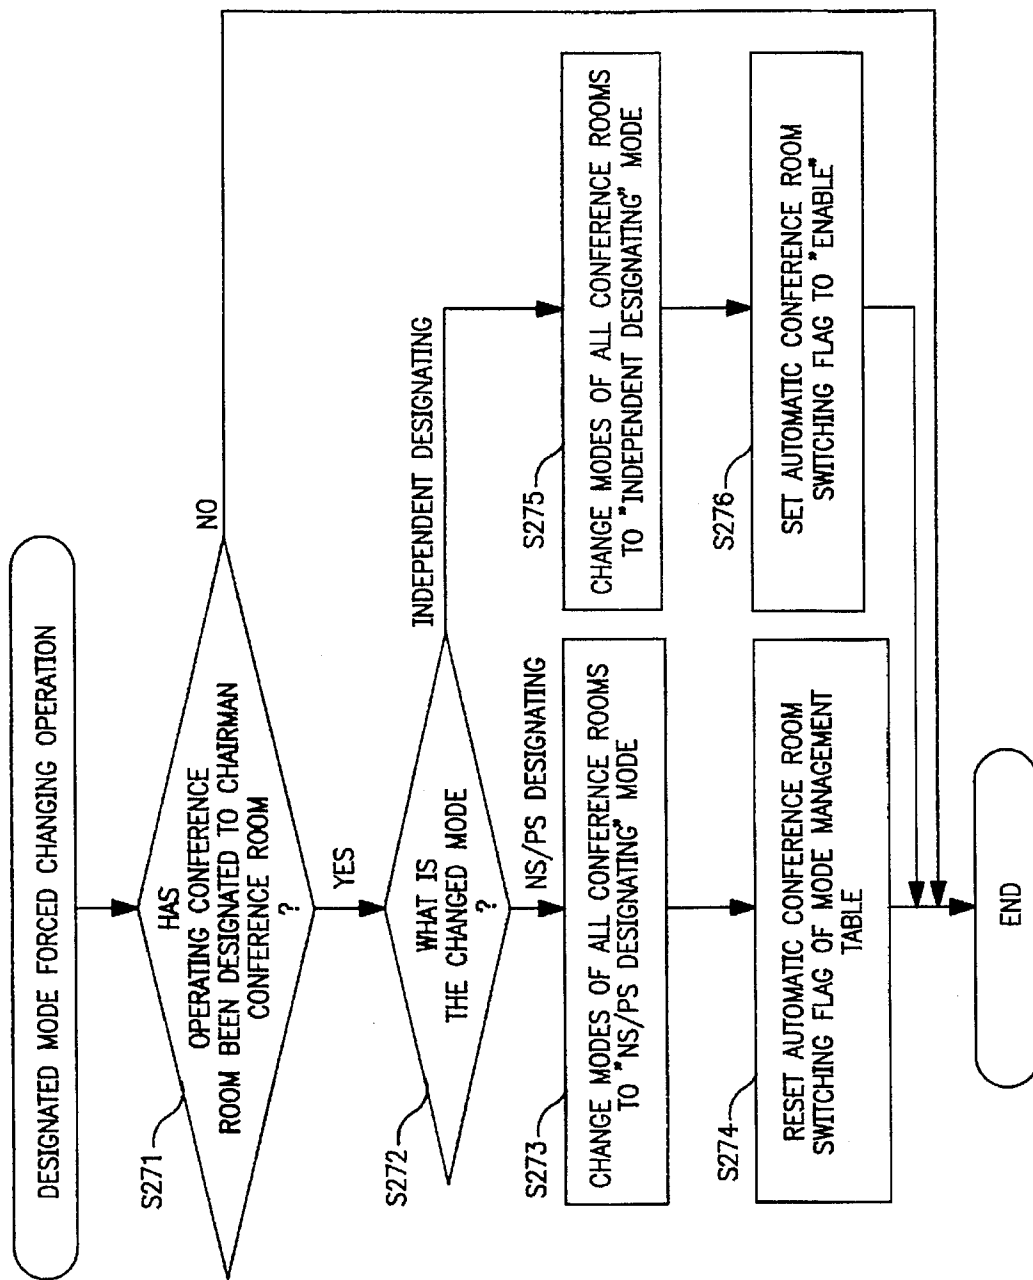 DESIGNATED MODE FORCED CHANGING OPERATION
S271
HAS
OPERATING CONFERENCE
ROOM BEEN DESIGNATED TO CHAIRMAN
CONFERENCE ROOM
?
NO
YES
S272
WHAT IS
THE CHANGED MODE
?
INDEPENDENT DESIGNATING
NS/PS DESIGNATING
S273
CHANGE MODES OF ALL CONFERENCE ROOMS
TO "NS/PS DESIGNATING" MODE
S275
CHANGE MODES OF ALL CONFERENCE ROOMS
TO "INDEPENDENT DESIGNATING" MODE
S274
RESET AUTOMATIC CONFERENCE ROOM
SWITCHING FLAG OF MODE MANAGEMENT
TABLE
S276
SET AUTOMATIC CONFERENCE ROOM
SWITCHING FLAG TO "ENABLE"
END